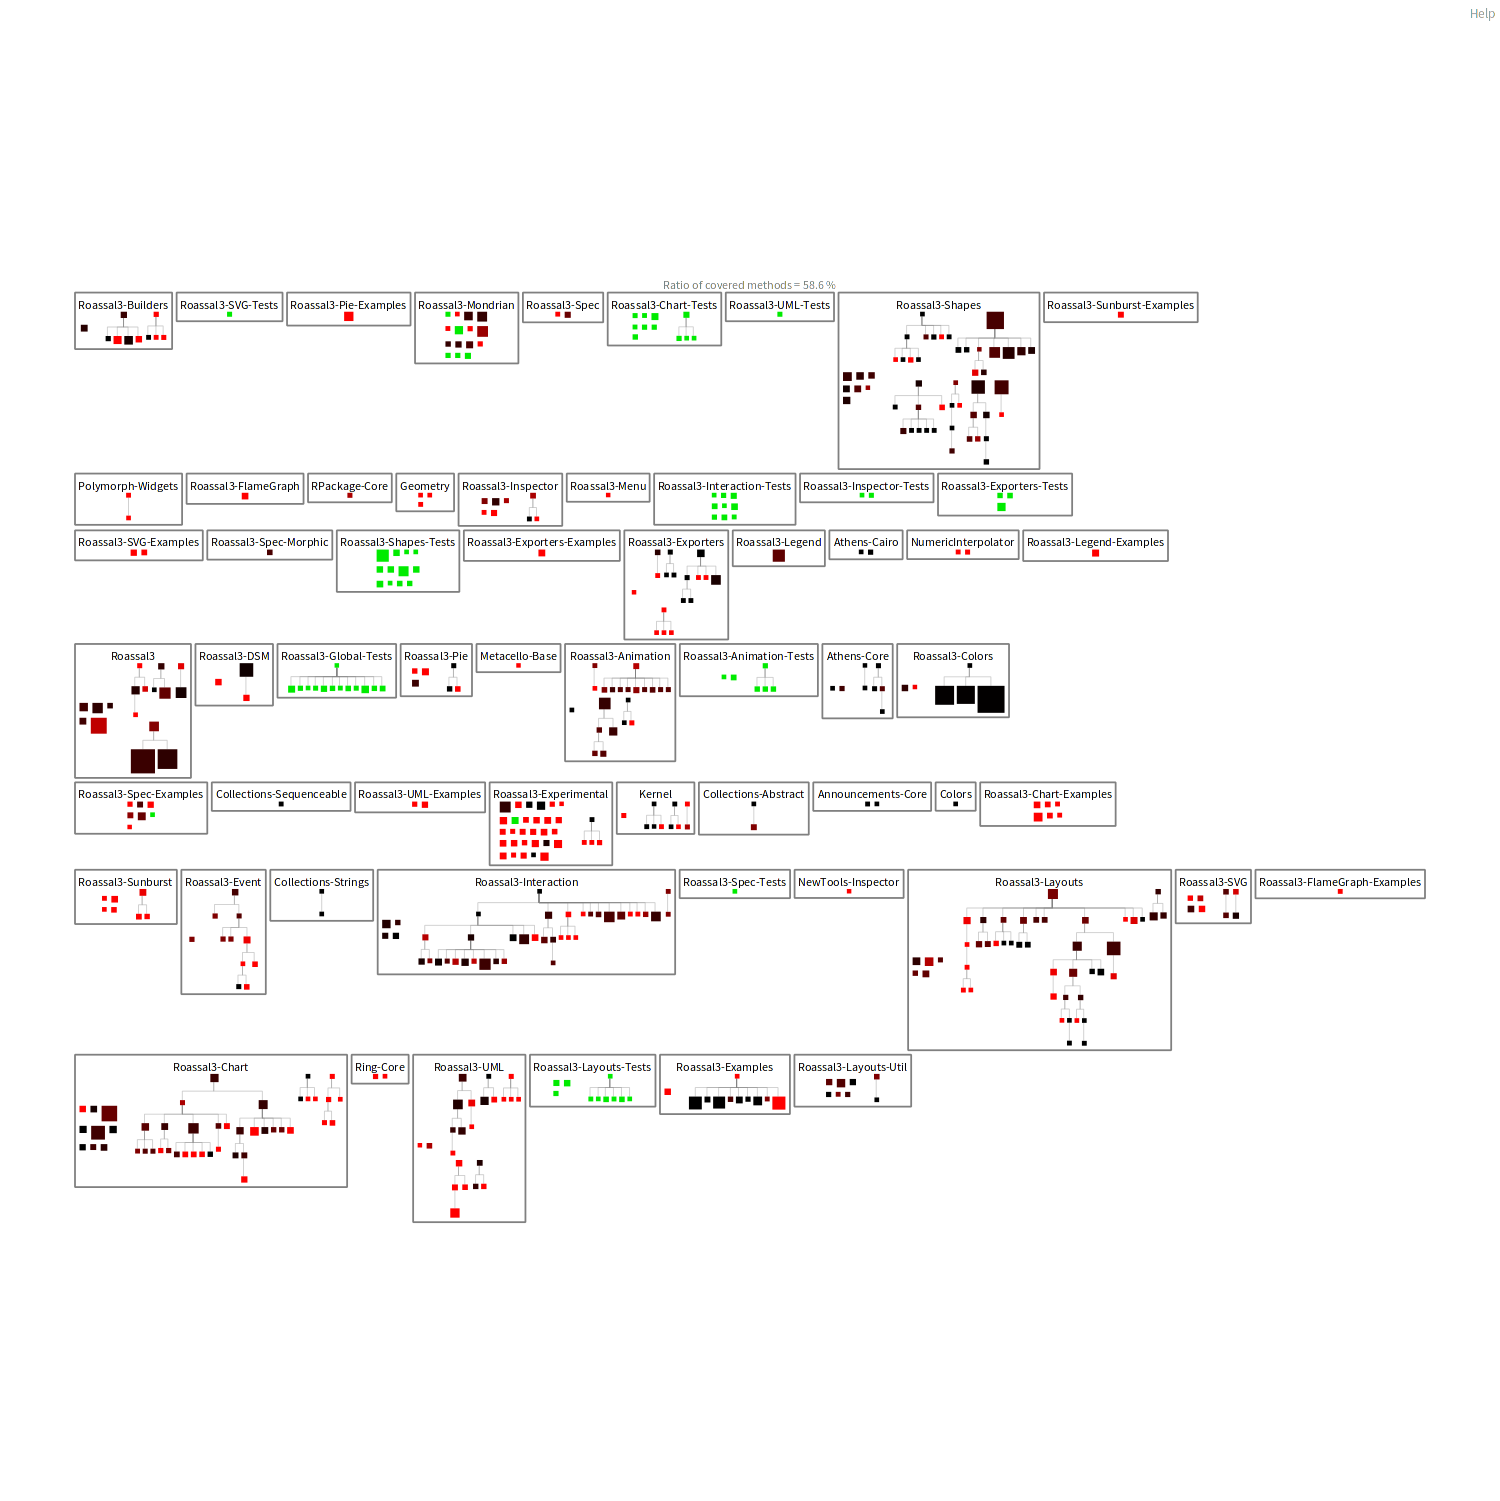 Help
Ratio of covered methods = 58.6 %
Roassal3-Builders
Roassal3-SVG-Tests
Roassal3-Pie-Examples
Roassal3-Mondrian
Roassal3-Spec
Roassal3-Chart-Tests
Roassal3-UML-Tests
Roassal3-Shapes
Roassal3-Sunburst-Examples
Polymorph-Widgets
Roassal3-FlameGraph
RPackage-Core
Geometry
Roassal3-Inspector
Roassal3-Menu
Roassal3-Interaction-Tests
Roassal3-Inspector-Tests
Roassal3-Exporters-Tests
Roassal3-SVG-Examples
Roassal3-Spec-Morphic
Roassal3-Shapes-Tests
Roassal3-Exporters-Examples
Roassal3-Exporters
Roassal3-Legend
Athens-Cairo
NumericInterpolator
Roassal3-Legend-Examples
Roassal3
Roassal3-DSM
Roassal3-Global-Tests
Roassal3-Pie
Metacello-Base
Roassal3-Animation
Roassal3-Animation-Tests
Athens-Core
Roassal3-Colors
Roassal3-Spec-Examples
Collections-Sequenceable
Roassal3-UML-Examples
Roassal3-Experimental
Kernel
Collections-Abstract
Announcements-Core
Colors
Roassal3-Chart-Examples
Roassal3-Sunburst
Roassal3-Event
Collections-Strings
Roassal3-Interaction
Roassal3-Spec-Tests
NewTools-Inspector
Roassal3-Layouts
Roassal3-SVG
Roassal3-FlameGraph-Examples
Roassal3-Chart
Ring-Core
Roassal3-UML
Roassal3-Layouts-Tests
Roassal3-Examples
Roassal3-Layouts-Util